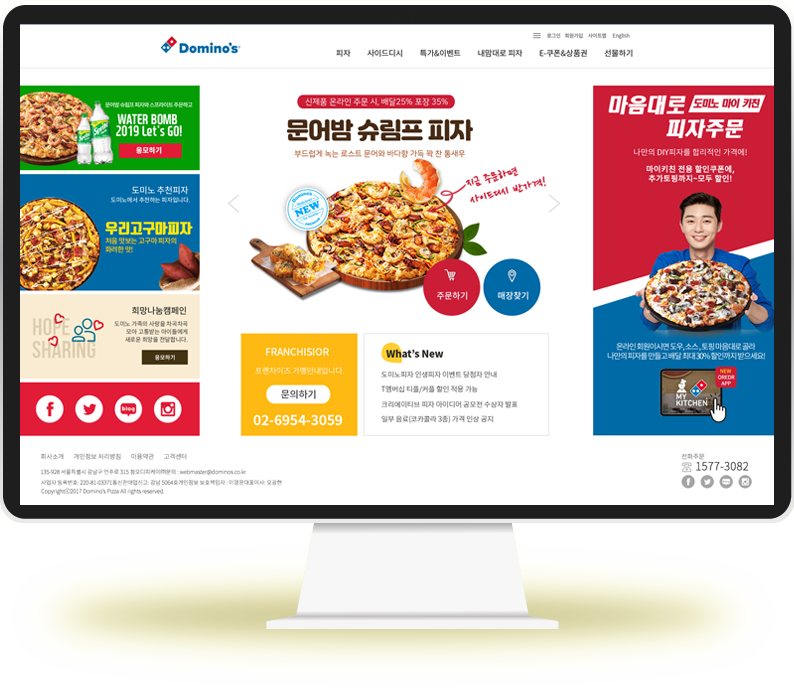 로그인 회원가입 사이트맵 English
Domino's
피자 사이드디시 특가&이벤트 내맘대로 피자 E-쿠폰&상품권 선물하기
문어밤 슈림프 피자와 스프라이트 주문하고
WATER BOMB
2019 Let's GO!
응모하기
도미노 추천피자
도미노에서 추천하는 피자입니다.
우리고구마피자
처음 맛보는 고구마 피자의
화려한 맛!
희망나눔캠페인
HOPE
SHARING
도미노 가족의 사랑을 차곡차곡
모아 고통받는 아이들에게
새로운 희망을 전달합니다.
응모하기
blog
신제품 온라인 주문 시, 배달25% 포장 35%
문어밤 슈림프 피자
부드럽게 녹는 로스트 문어와 바다향 가득 꽉 찬 통새우
지금 주문하면
사이드디시 반가격!
Domino's
NEW
주문하기
매장찾기
FRANCHISIOR
프랜차이즈 가맹안내입니다.
문의하기
02-6954-3059
What's New
도미노피자 인생피자 이벤트 당첨자 안내
T멤버십 티플/커플 할인 적용 가능
크리에이티브 피자 아이디어 공모전 수상자 발표
일부 음료(코카콜라 3종) 가격 인상 공지
마음대로 도미노 마이 키친
피자주문
나만의 DIY피자를 합리적인 가격에!
마이키친 전용 할인쿠폰에,
추가토핑까지~모두 할인!
온라인 회원이시면 도우, 소스, 토핑 마음대로 골라
나만의 피자를 만들고 배달 최대 30% 할인까지 받으세요!
NEW
OREDR
APP
MY
KITCHEN
회사소개 개인정보 처리방침 이용약관 고객센터
135-928 서울특별시 강남구 언주로 315 청오디피케이㈜문의 : webmaster@dominos.co.kr
사업자 등록번호: 220-81-03371통신판매업신고: 강남 5064호개인정보 보호책임자 : 이결운대표이사: 오광현
Copyrightⓒ2017 Domino's Pizza All rights reserved.
전화주문
1577-3082